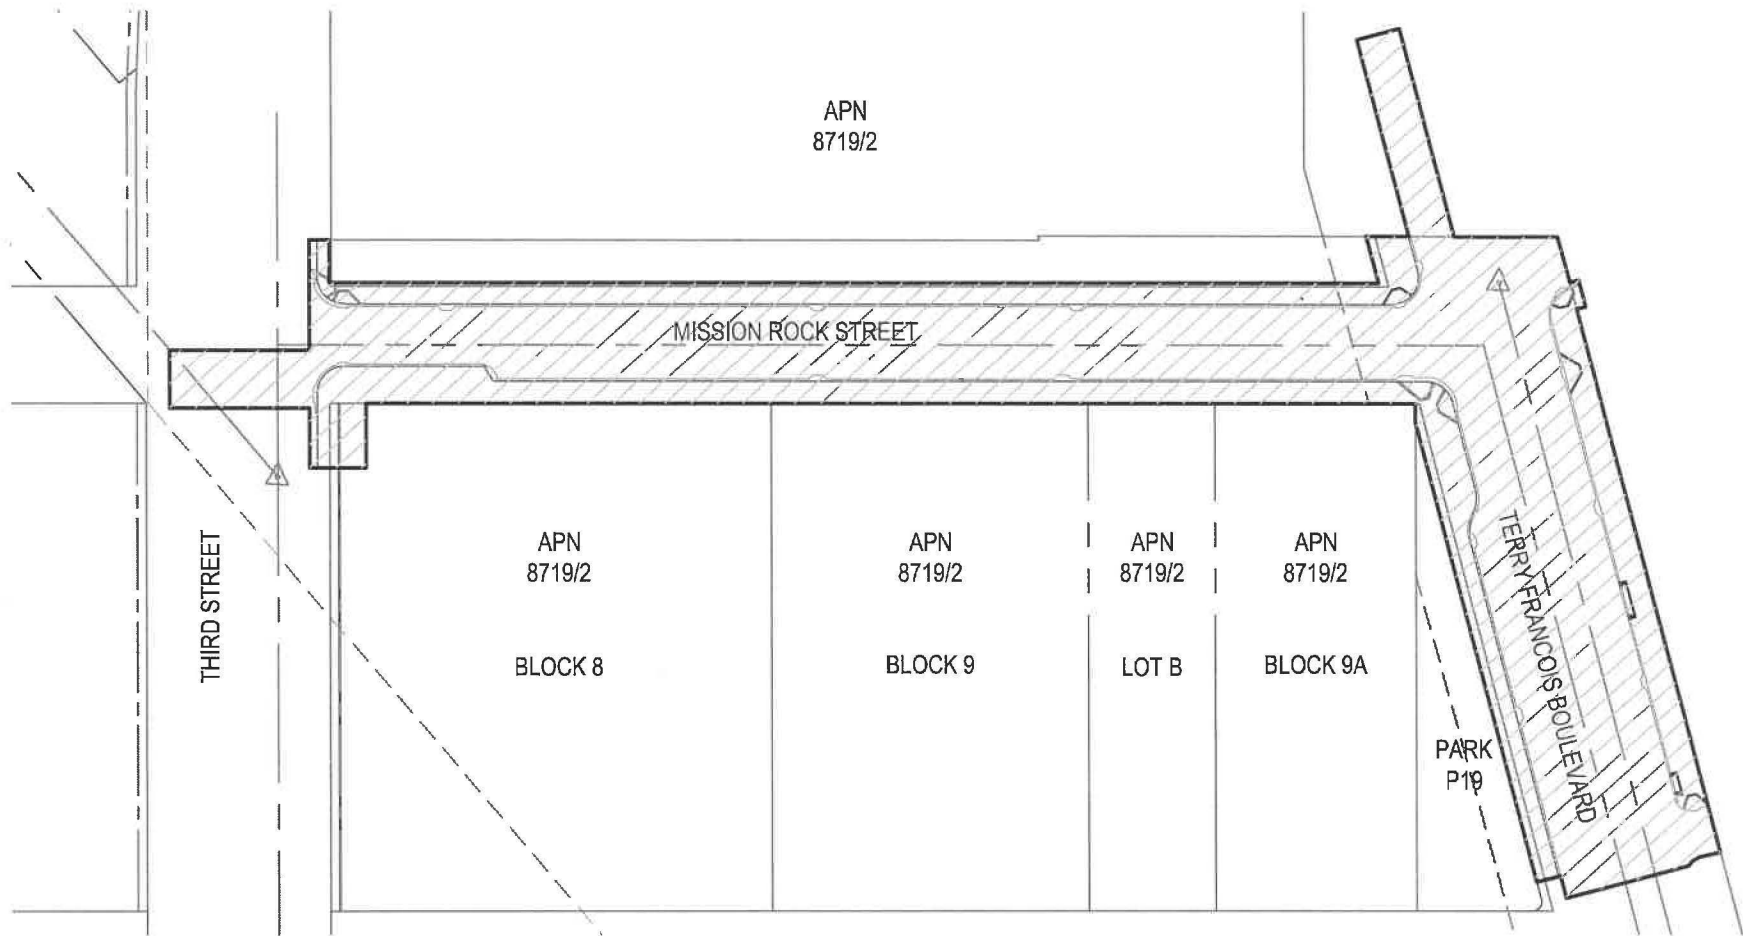 APN
8719/2
MISSION ROCK STREET
THIRD STREET
APN
8719/2
BLOCK 8
APN
8719/2
BLOCK 9
APN
8719/2
LOT B
APN
8719/2
BLOCK 9A
PARK
P19
TERRY FRANCOIS BOULEVARD